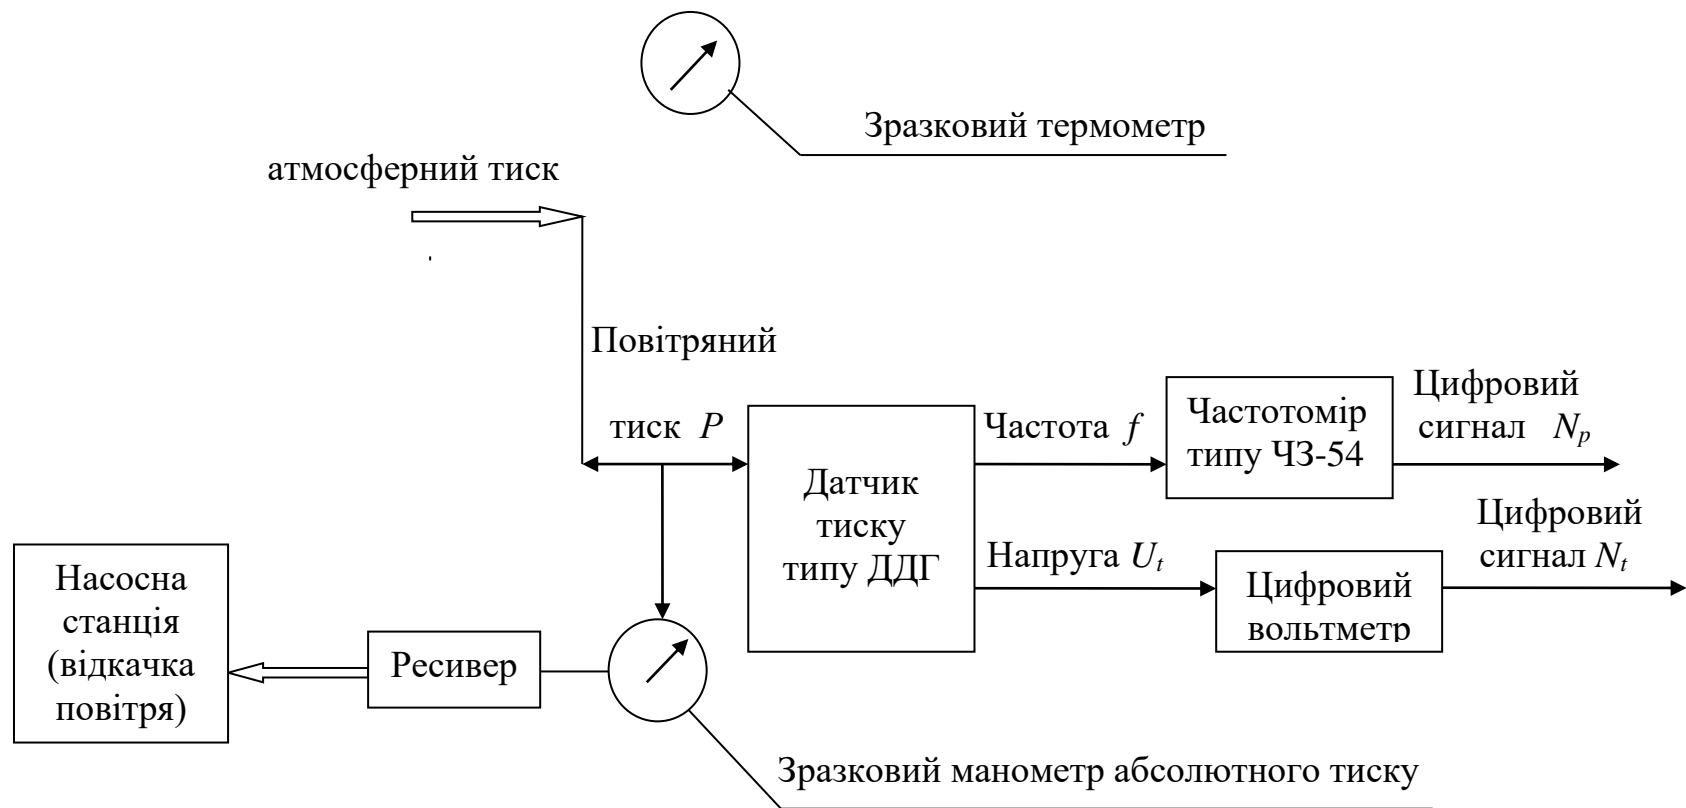 Зразковий термометр
атмосферний тиск
Повітряний
тиск P
Датчик
тиску
типу ДДГ
Частота f
Частотомір
типу ЧЗ-54
Цифровий
сигнал N_p
Напруга U_t
Цифровий
вольтметр
Цифровий
сигнал N_t
Насосна
станція
(відкачка
повітря)
Ресивер
Зразковий манометр абсолютного тиску